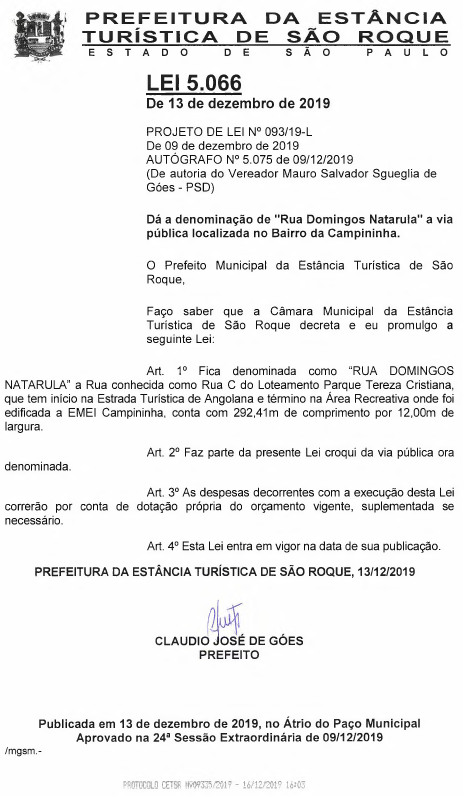 PREFEITURA DA ESTÂNCIA
TURÍSTICA DE SÃO ROQUE
ESTADO DE SÃO PAULO
LEI 5.066
De 13 de dezembro de 2019
PROJETO DE LEI Nº 093/19-L
De 09 de dezembro de 2019
AUTÓGRAFO Nº 5.075 de 09/12/2019
(De autoria do Vereador Mauro Salvador Sgueglia de
Góes - PSD)
Dá a denominação de "Rua Domingos Natarula" a via
pública localizada no Bairro da Campininha.
O Prefeito Municipal da Estância Turística de São
Roque,
Faço saber que a Câmara Municipal da Estância
Turística de São Roque decreta e eu promulgo a
seguinte Lei:
Art. 1º Fica denominada como “RUA DOMINGOS
NATARULA” a Rua conhecida como Rua C do Loteamento Parque Tereza Cristiana,
que tem início na Estrada Turística de Angolana e término na Área Recreativa onde foi
edificada a EMEI Campininha, conta com 292,41m de comprimento por 12,00m de
largura.
Art. 2º Faz parte da presente Lei croqui da via pública ora
denominada.
Art. 3º As despesas decorrentes com a execução desta Lei
correrão por conta de dotação própria do orçamento vigente, suplementada se
necessário.
Art. 4º Esta Lei entra em vigor na data de sua publicação.
PREFEITURA DA ESTÂNCIA TURÍSTICA DE SÃO ROQUE, 13/12/2019
CLAUDIO JOSÉ DE GÓES
PREFEITO
Publicada em 13 de dezembro de 2019, no Átrio do Paço Municipal
Aprovado na 24ª Sessão Extraordinária de 09/12/2019
/mgsm.-
PROTOCOLO CETSR 09335/2019 - 16/12/2019 16:03